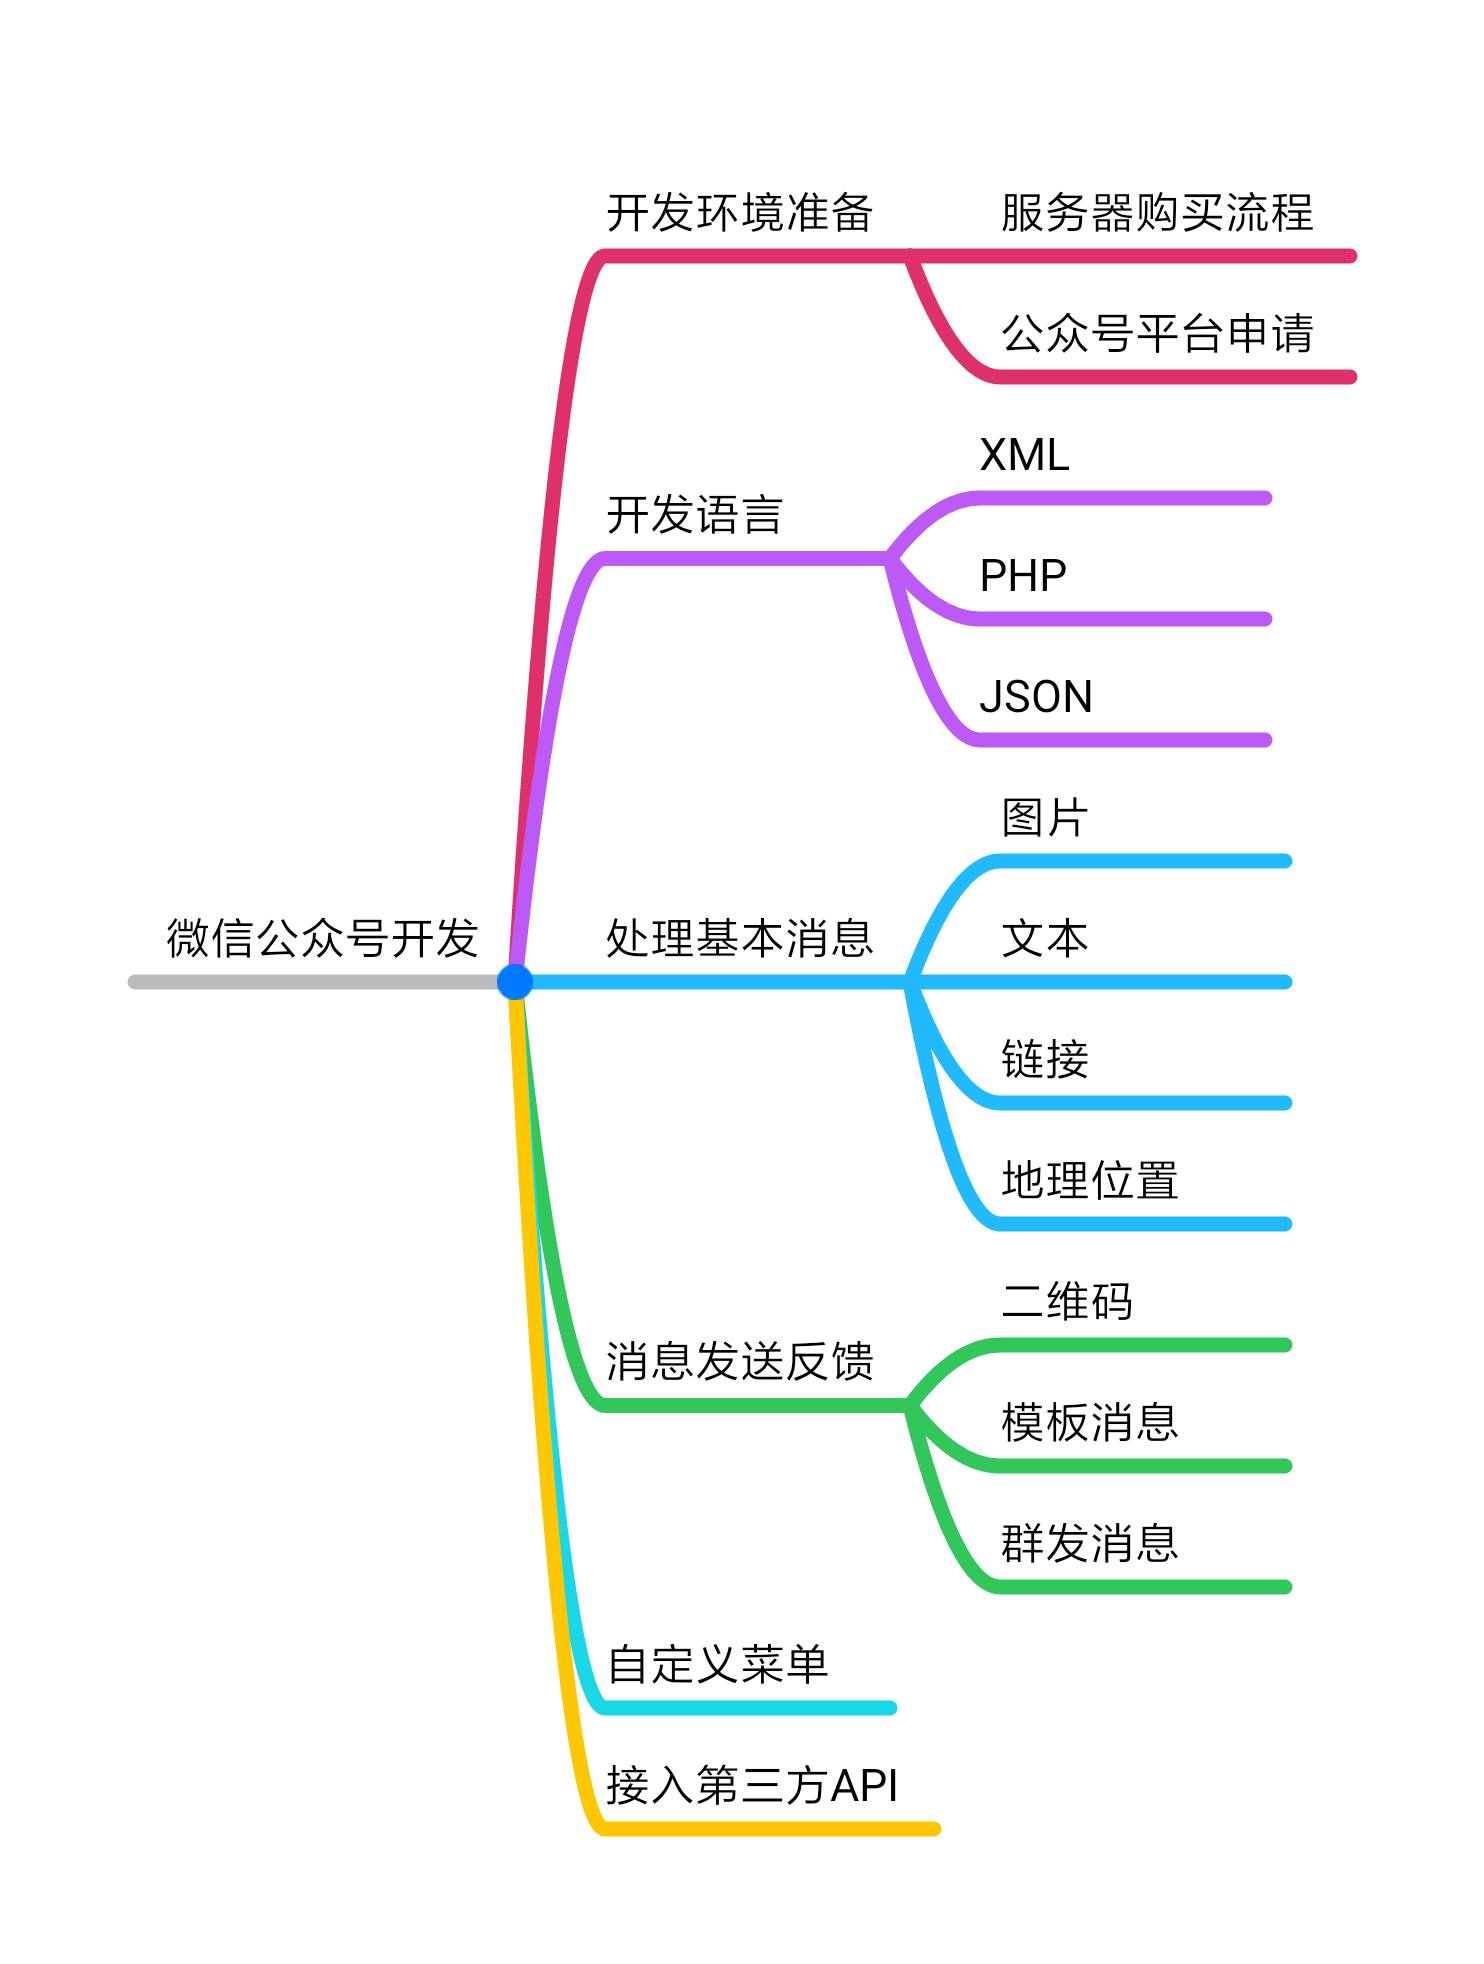 微信公众号开发
开发环境准备
服务器购买流程
公众号平台申请
开发语言
XML
PHP
JSON
处理基本消息
图片
文本
链接
地理位置
消息发送反馈
二维码
模板消息
群发消息
自定义菜单
接入第三方API